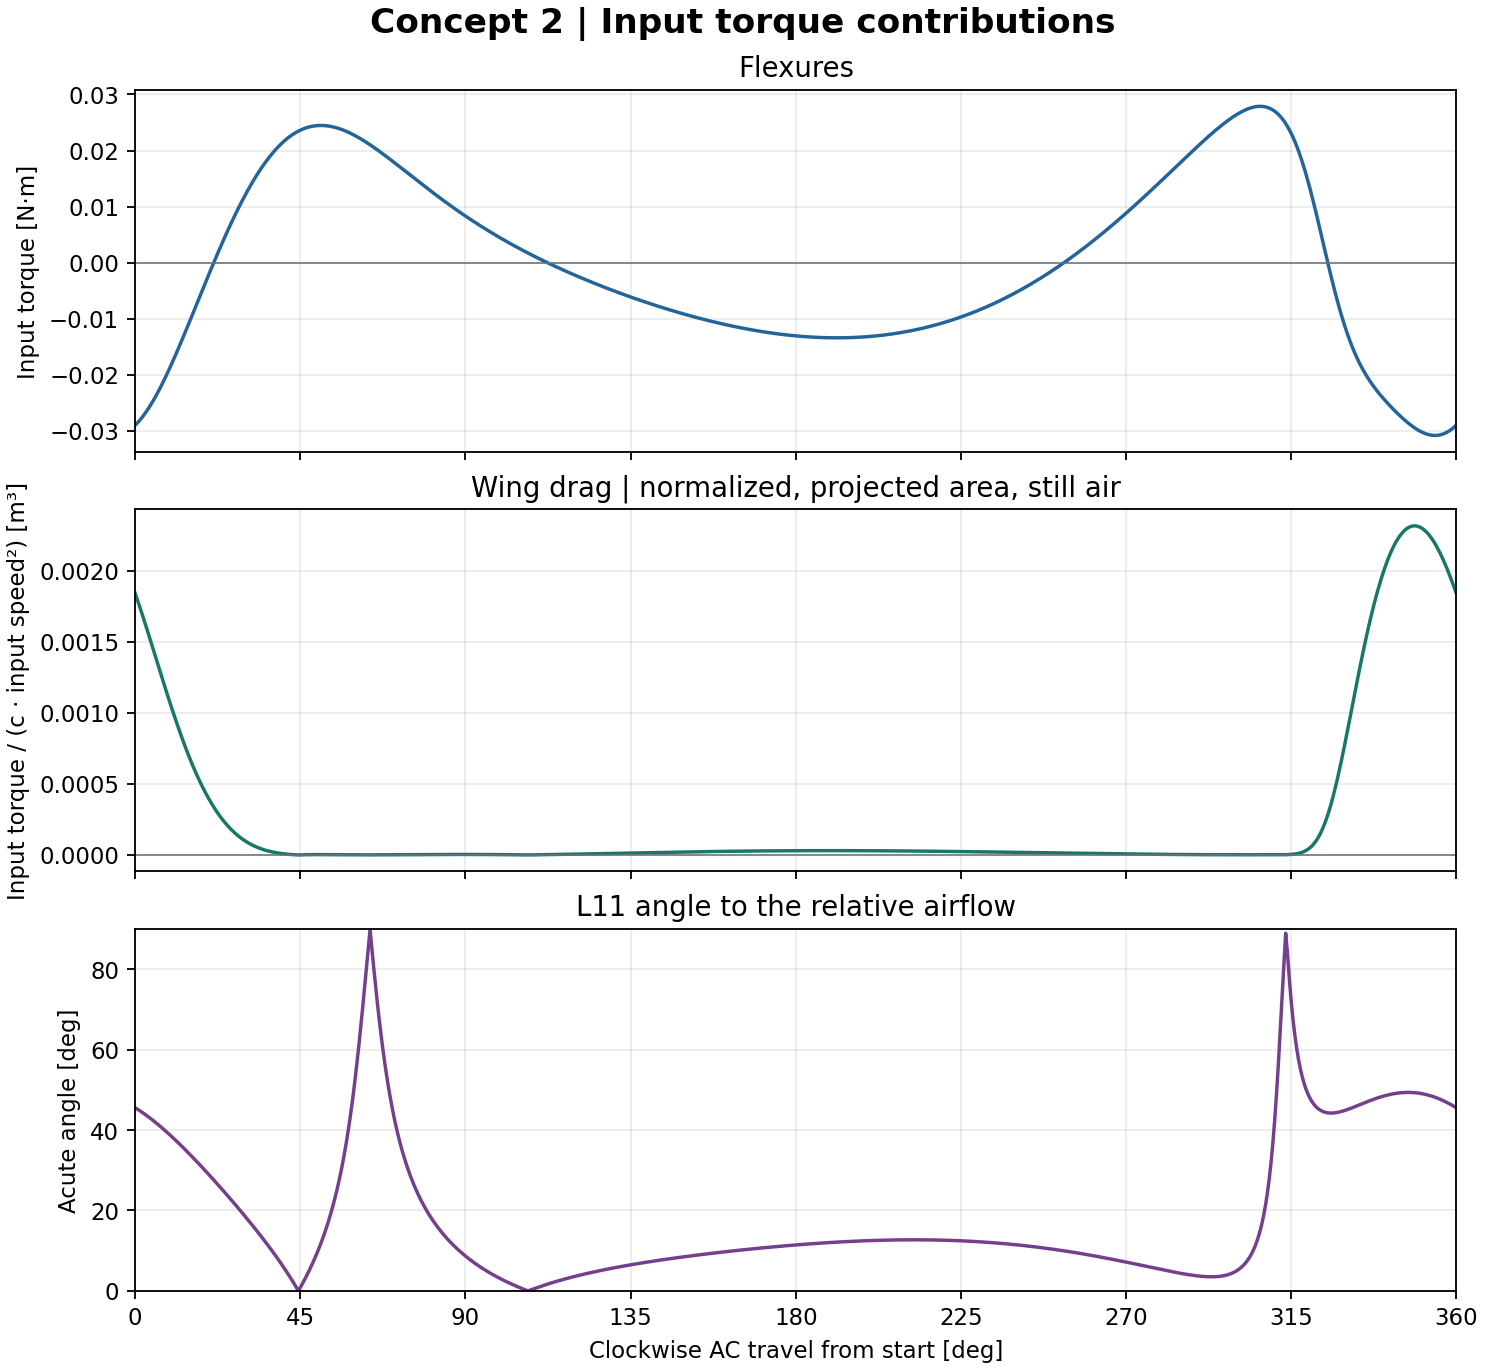 Concept 2 | Input torque contributions
Flexures
Input torque [N·m]
0.03
0.02
0.01
0.00
−0.01
−0.02
−0.03
Wing drag | normalized, projected area, still air
Input torque / (c · input speed²) [m³]
0.0020
0.0015
0.0010
0.0005
0.0000
L11 angle to the relative airflow
Acute angle [deg]
80
60
40
20
0
0 45 90 135 180 225 270 315 360
Clockwise AC travel from start [deg]